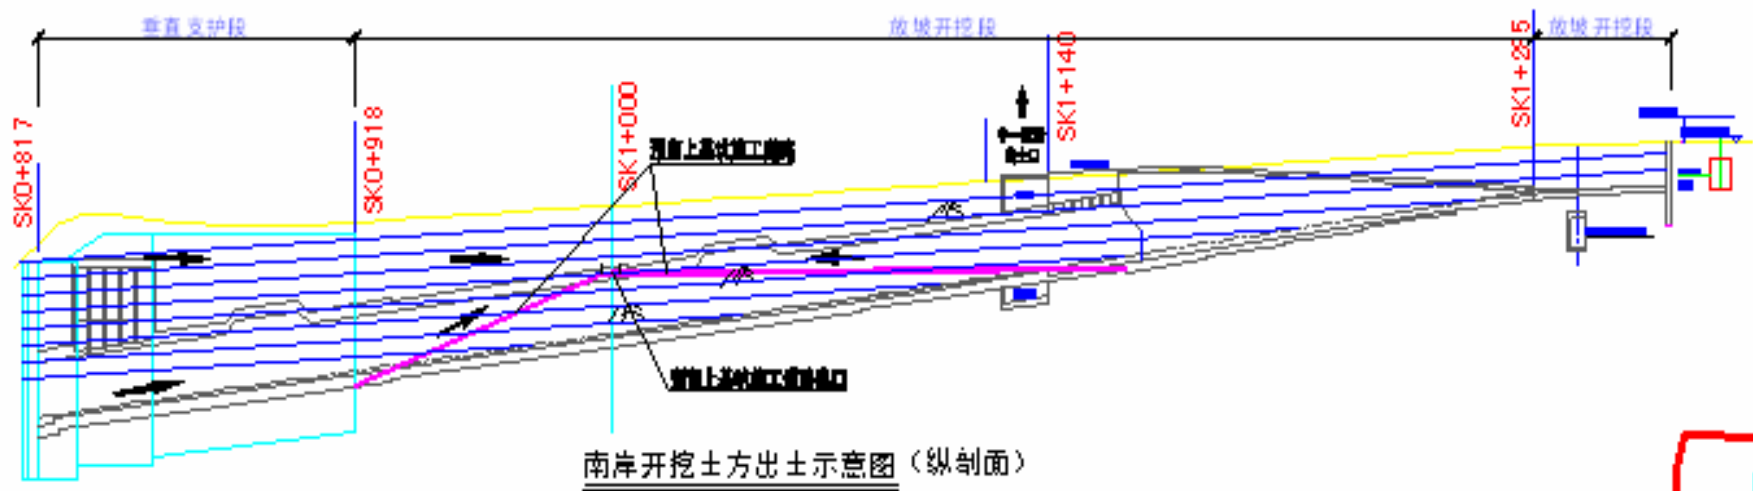 垂直支护段
放坡开挖段
放坡开挖段
SK0+817
SK0+918
SK1+000
SK1+140
SK1+285
南岸开挖土方出土示意图（纵剖面）